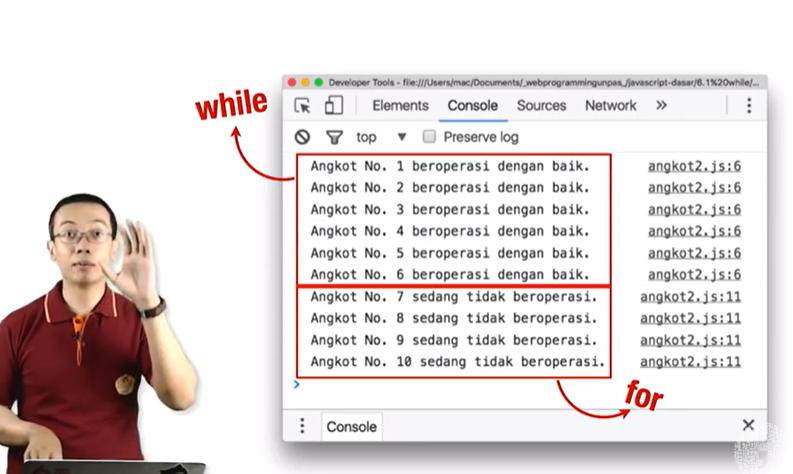 while
Developer Tools - file:///Users/mac/Documents/_webprogrammingunpas_/javascript-dasar/6.1%20while/...
Elements Console Sources Network »
top ▼ Preserve log
Angkot No. 1 beroperasi dengan baik. angkot2.js:6
Angkot No. 2 beroperasi dengan baik. angkot2.js:6
Angkot No. 3 beroperasi dengan baik. angkot2.js:6
Angkot No. 4 beroperasi dengan baik. angkot2.js:6
Angkot No. 5 beroperasi dengan baik. angkot2.js:6
Angkot No. 6 beroperasi dengan baik. angkot2.js:6
Angkot No. 7 sedang tidak beroperasi. angkot2.js:11
Angkot No. 8 sedang tidak beroperasi. angkot2.js:11
Angkot No. 9 sedang tidak beroperasi. angkot2.js:11
Angkot No. 10 sedang tidak beroperasi. angkot2.js:11
>
for
Console